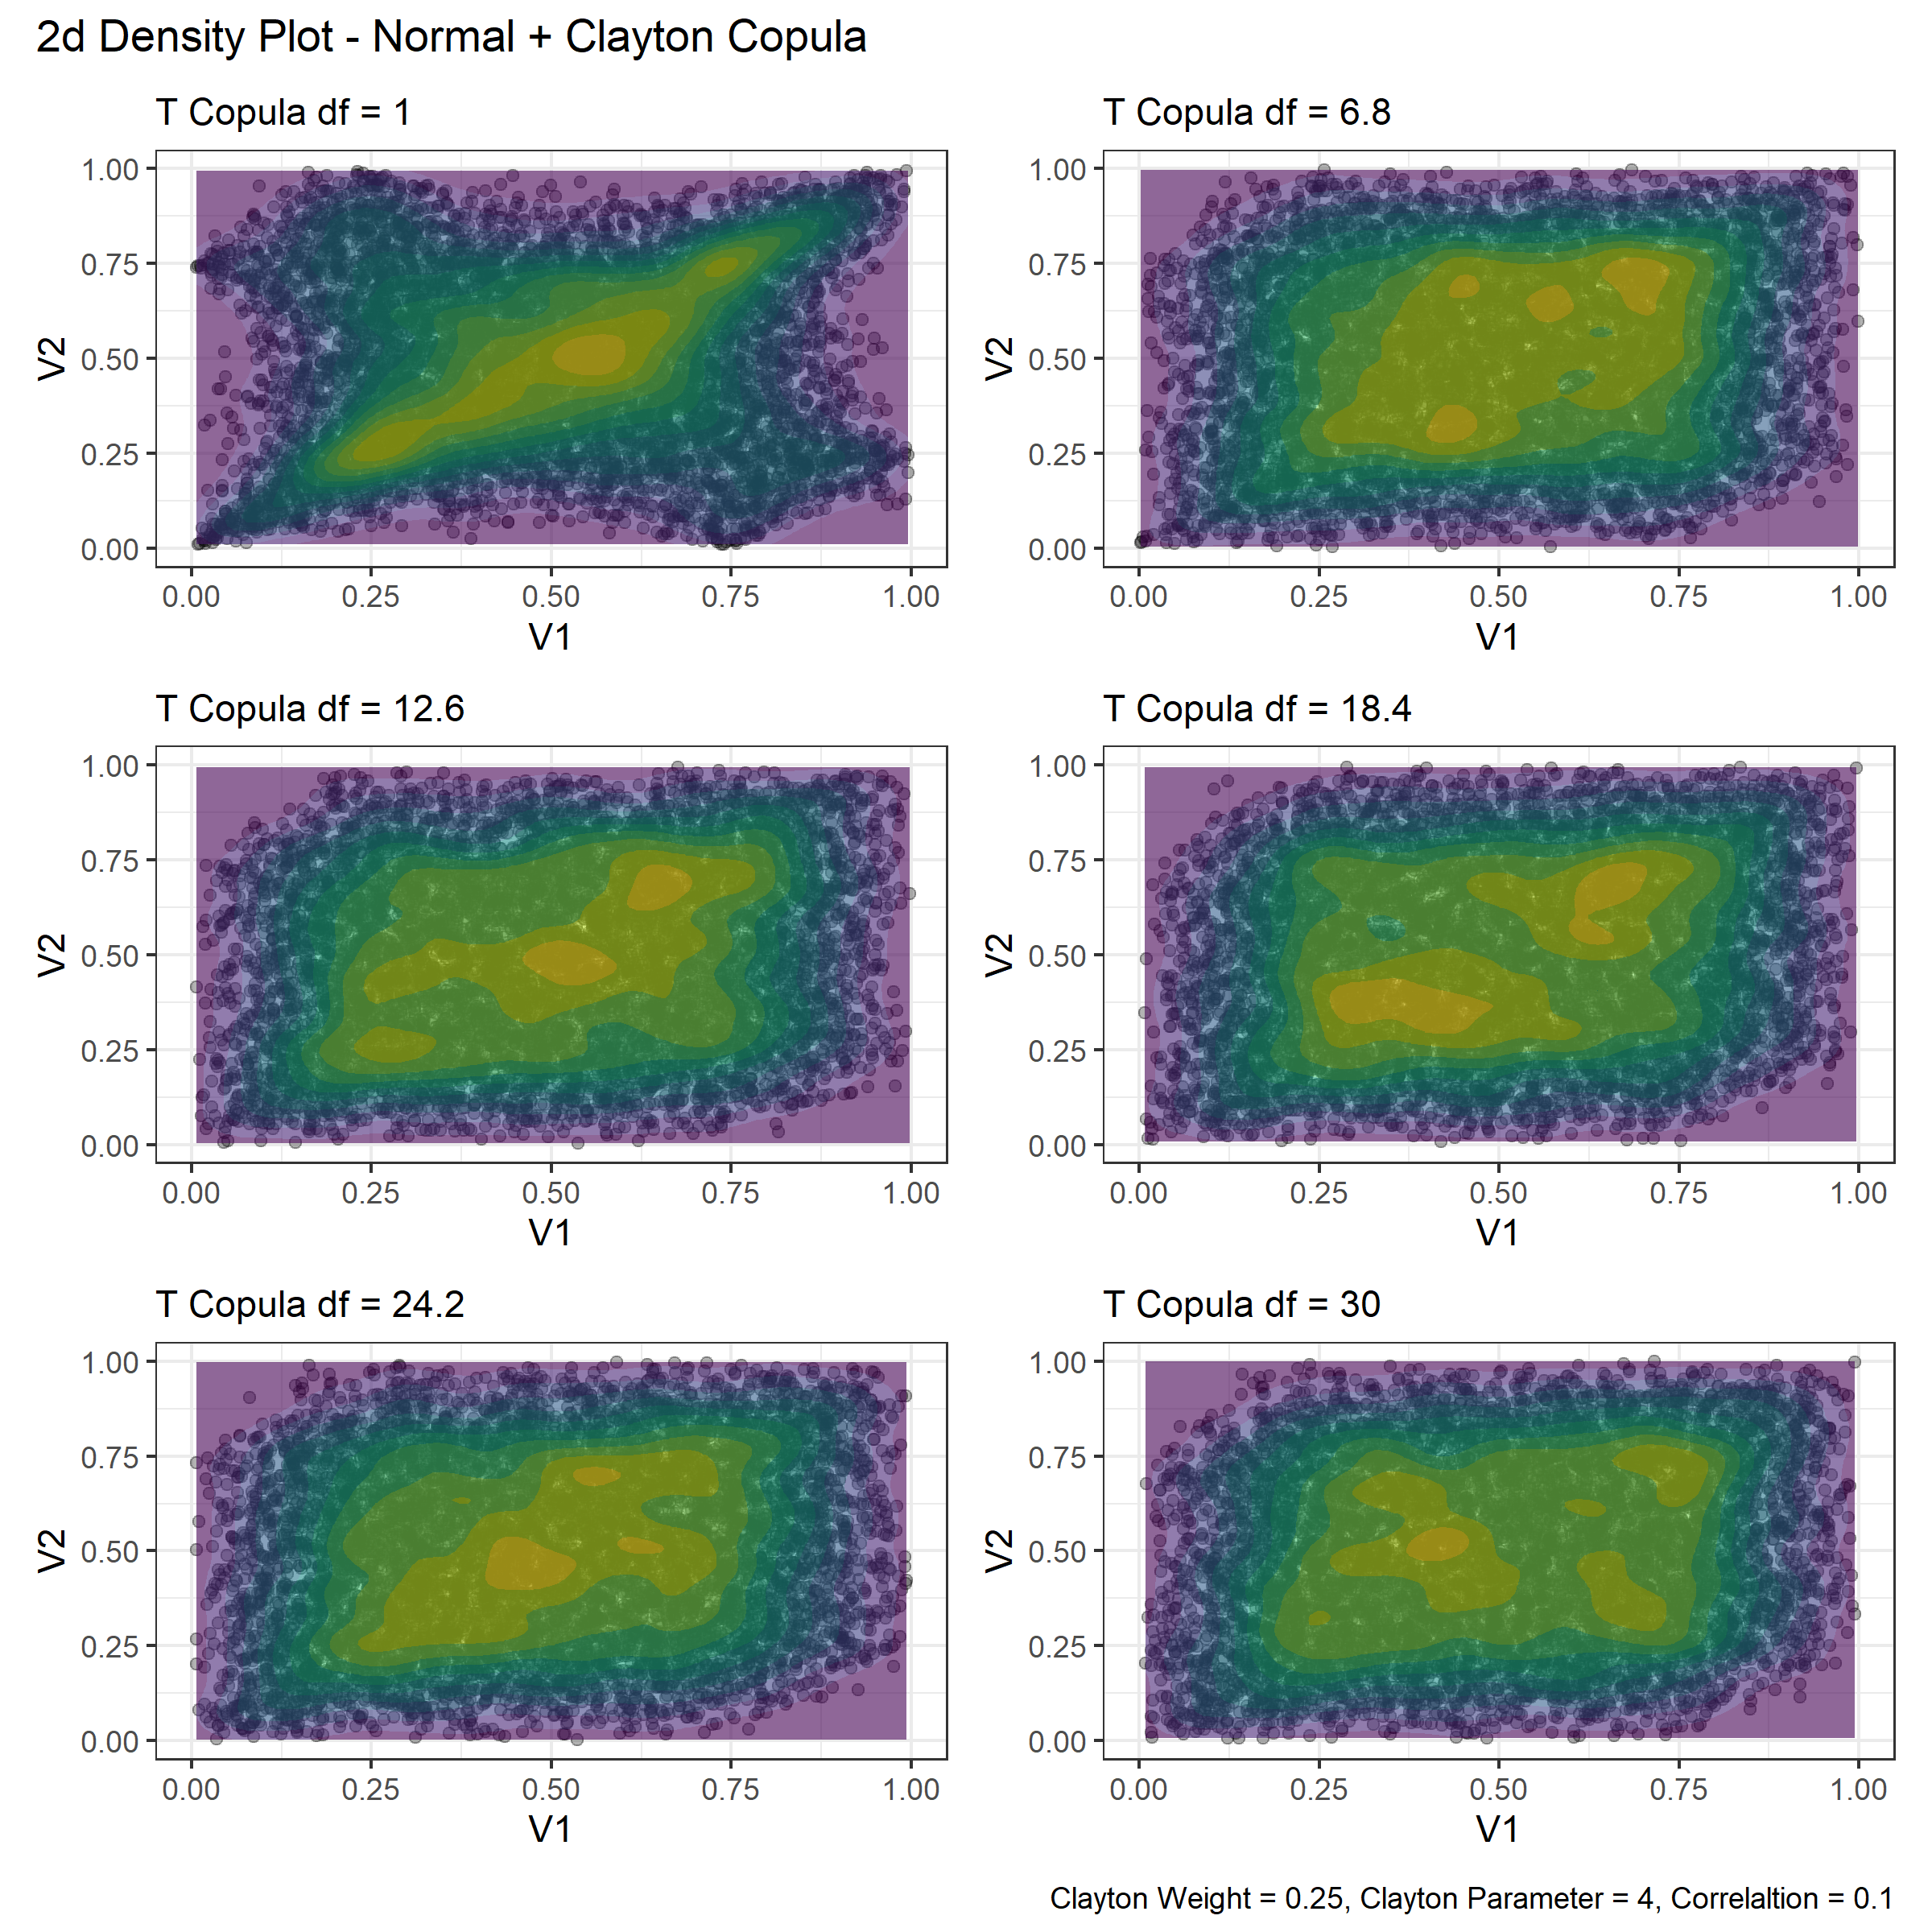 2d Density Plot - Normal + Clayton Copula
T Copula df = 1
1.00
0.75
0.50
0.25
0.00
V2
0.00 0.25 0.50 0.75 1.00
V1
T Copula df = 6.8
1.00
0.75
0.50
0.25
0.00
V2
0.00 0.25 0.50 0.75 1.00
V1
T Copula df = 12.6
1.00
0.75
0.50
0.25
0.00
V2
0.00 0.25 0.50 0.75 1.00
V1
T Copula df = 18.4
1.00
0.75
0.50
0.25
0.00
V2
0.00 0.25 0.50 0.75 1.00
V1
T Copula df = 24.2
1.00
0.75
0.50
0.25
0.00
V2
0.00 0.25 0.50 0.75 1.00
V1
T Copula df = 30
1.00
0.75
0.50
0.25
0.00
V2
0.00 0.25 0.50 0.75 1.00
V1
Clayton Weight = 0.25, Clayton Parameter = 4, Correlaltion = 0.1